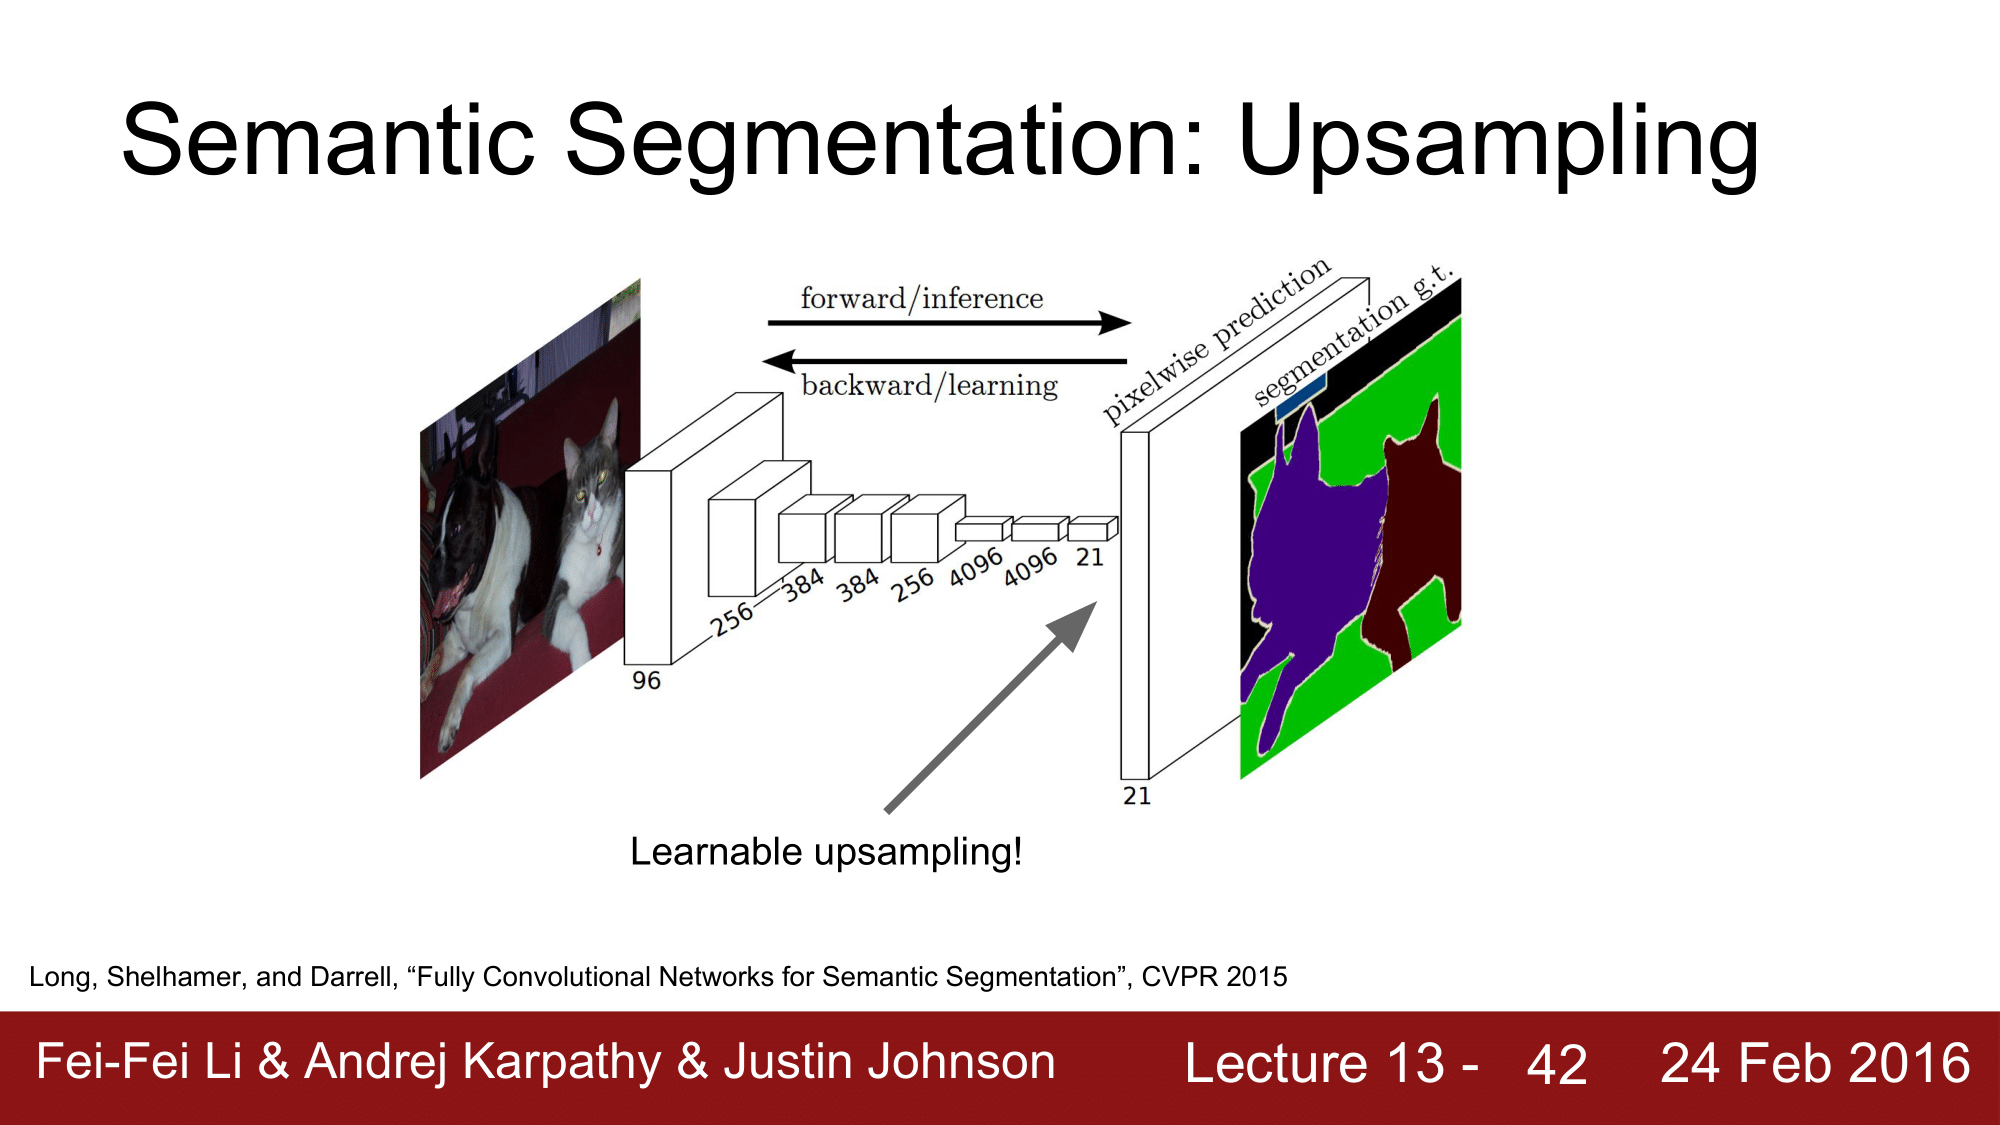 Semantic Segmentation: Upsampling
forward/inference
backward/learning
pixelwise prediction
segmentation g.t.
96
256
384
384
256
4096
4096
21
21
Learnable upsampling!
Long, Shelhamer, and Darrell, “Fully Convolutional Networks for Semantic Segmentation”, CVPR 2015
Fei-Fei Li & Andrej Karpathy & Justin Johnson
Lecture 13 - 42
24 Feb 2016